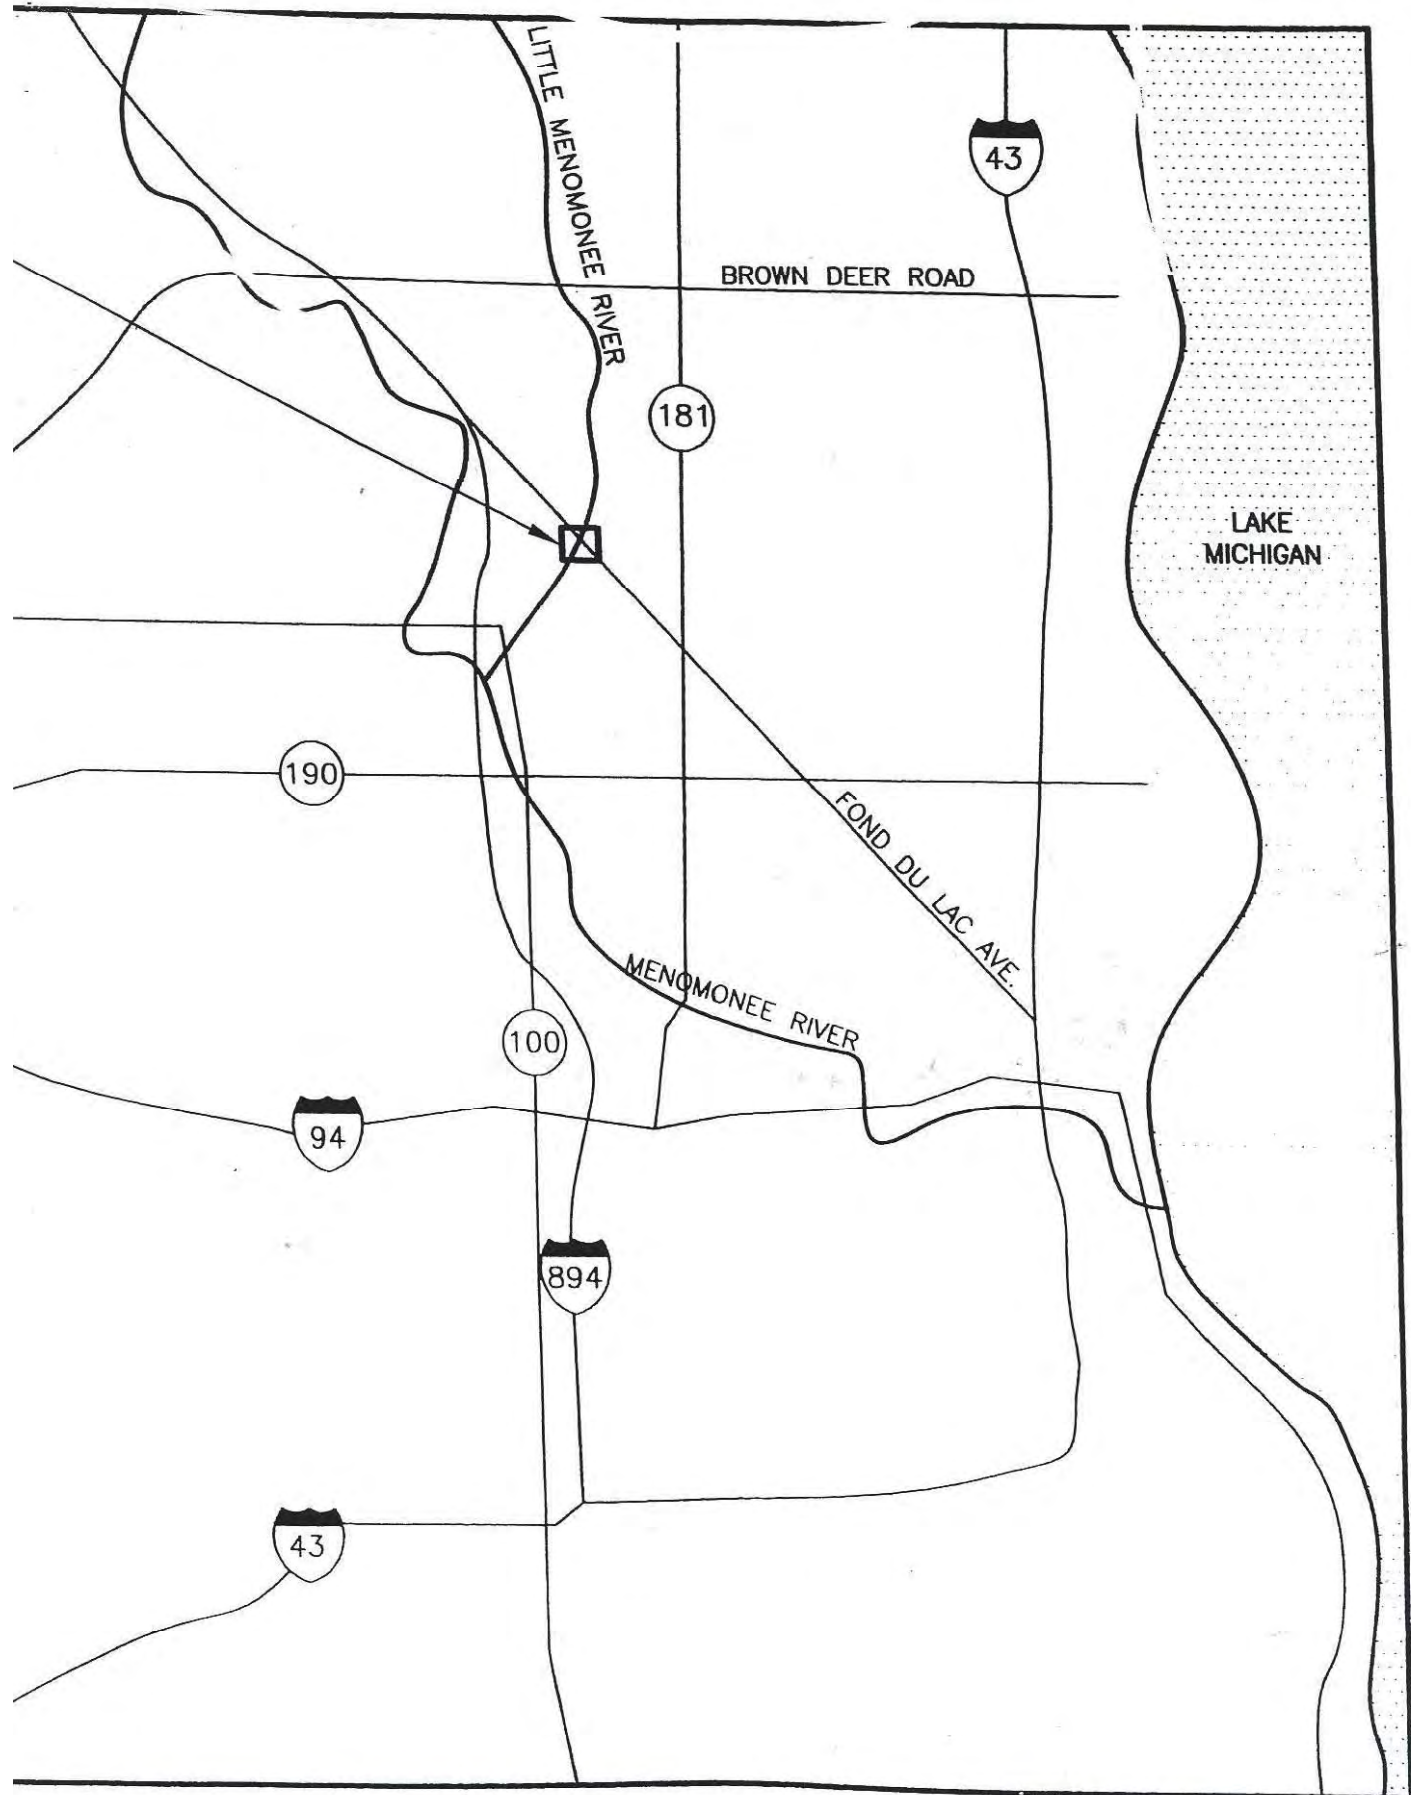 LITTLE MENOMONEE RIVER
43
BROWN DEER ROAD
181
LAKE
MICHIGAN
190
FOND DU LAC AVE.
MENOMONEE RIVER
100
94
894
43